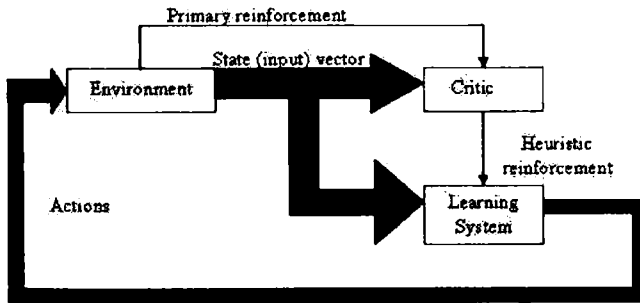 Primary reinforcement
State (input) vector
Environment
Critic
Heuristic
reinforcement
Actions
Learning
System